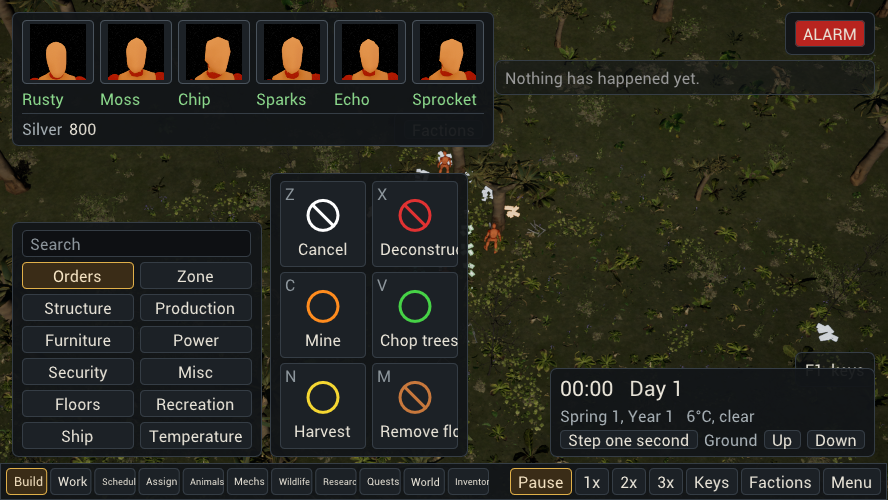 Rusty Moss Chip Sparks Echo Sprocket
Silver 800
ALARM
Nothing has happened yet.
Factions
Search
Orders Zone
Structure Production
Furniture Power
Security Misc
Floors Recreation
Ship Temperature
Z X
Cancel Deconstruc
C V
Mine Chop trees
N M
Harvest Remove flo
00:00 Day 1
Spring 1, Year 1 6°C, clear
Step one second Ground Up Down
Build Work Schedul Assign Animals Mechs Wildlife Researc Quests World Inventor Pause 1x 2x 3x Keys Factions Menu